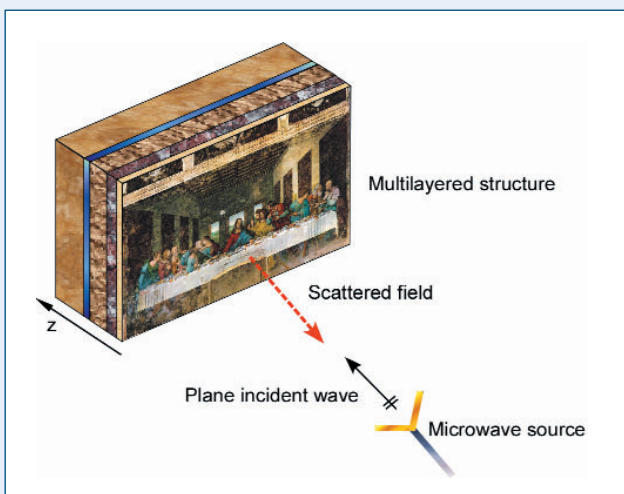 Multilayered structure
Scattered field
z
Plane incident wave
Microwave source